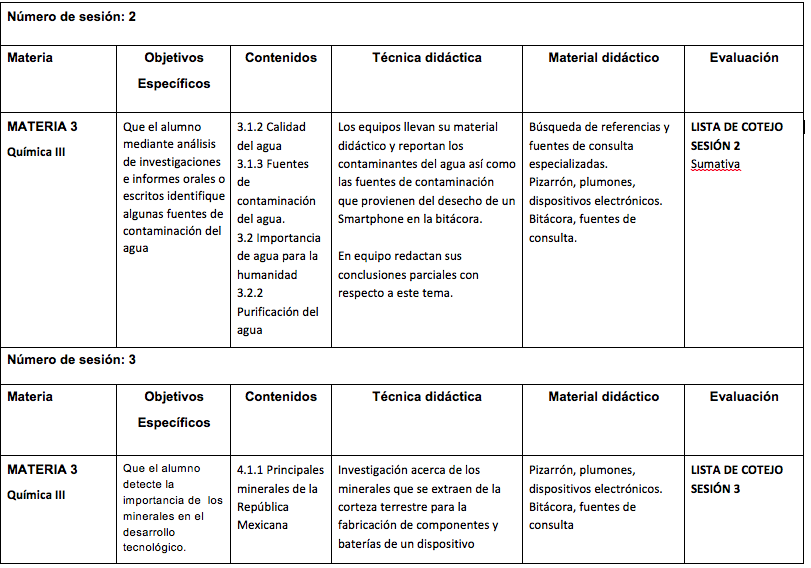 Número de sesión: 2
Materia
Objetivos
Específicos
Contenidos
Técnica didáctica
Material didáctico
Evaluación
MATERIA 3
Química III
Que el alumno
mediante análisis
de investigaciones
e informes orales o
escritos identifique
algunas fuentes de
contaminación del
agua
3.1.2 Calidad
del agua
3.1.3 Fuentes
de
contaminación
del agua.
3.2 Importancia
de agua para la
humanidad
3.2.2
Purificación del
agua
Los equipos llevan su material
didáctico y reportan los
contaminantes del agua así como
las fuentes de contaminación
que provienen del desecho de un
Smartphone en la bitácora.
En equipo redactan sus
conclusiones parciales con
respecto a este tema.
Búsqueda de referencias y
fuentes de consulta
especializadas.
Pizarrón, plumones,
dispositivos electrónicos.
Bitácora, fuentes de
consulta.
LISTA DE COTEJO
SESIÓN 2
Sumativa
Número de sesión: 3
Materia
Objetivos
Específicos
Contenidos
Técnica didáctica
Material didáctico
Evaluación
MATERIA 3
Química III
Que el alumno
detecte la
importancia de los
minerales en el
desarrollo
tecnológico.
4.1.1 Principales
minerales de la
República
Mexicana
Investigación acerca de los
minerales que se extraen de la
corteza terrestre para la
fabricación de componentes y
baterías de un dispositivo
Pizarrón, plumones,
dispositivos electrónicos.
Bitácora, fuentes de
consulta
LISTA DE COTEJO
SESIÓN 3